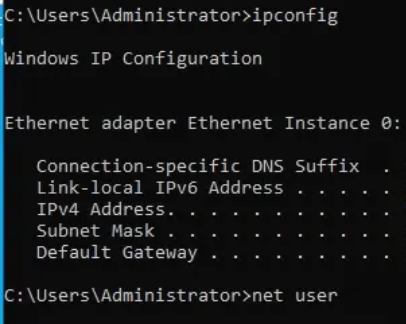 C:\Users\Administrator>ipconfig
Windows IP Configuration
Ethernet adapter Ethernet Instance 0:
Connection-specific DNS Suffix  .
Link-local IPv6 Address . . . . .
IPv4 Address. . . . . . . . . . .
Subnet Mask . . . . . . . . . . .
Default Gateway . . . . . . . . .
C:\Users\Administrator>net user